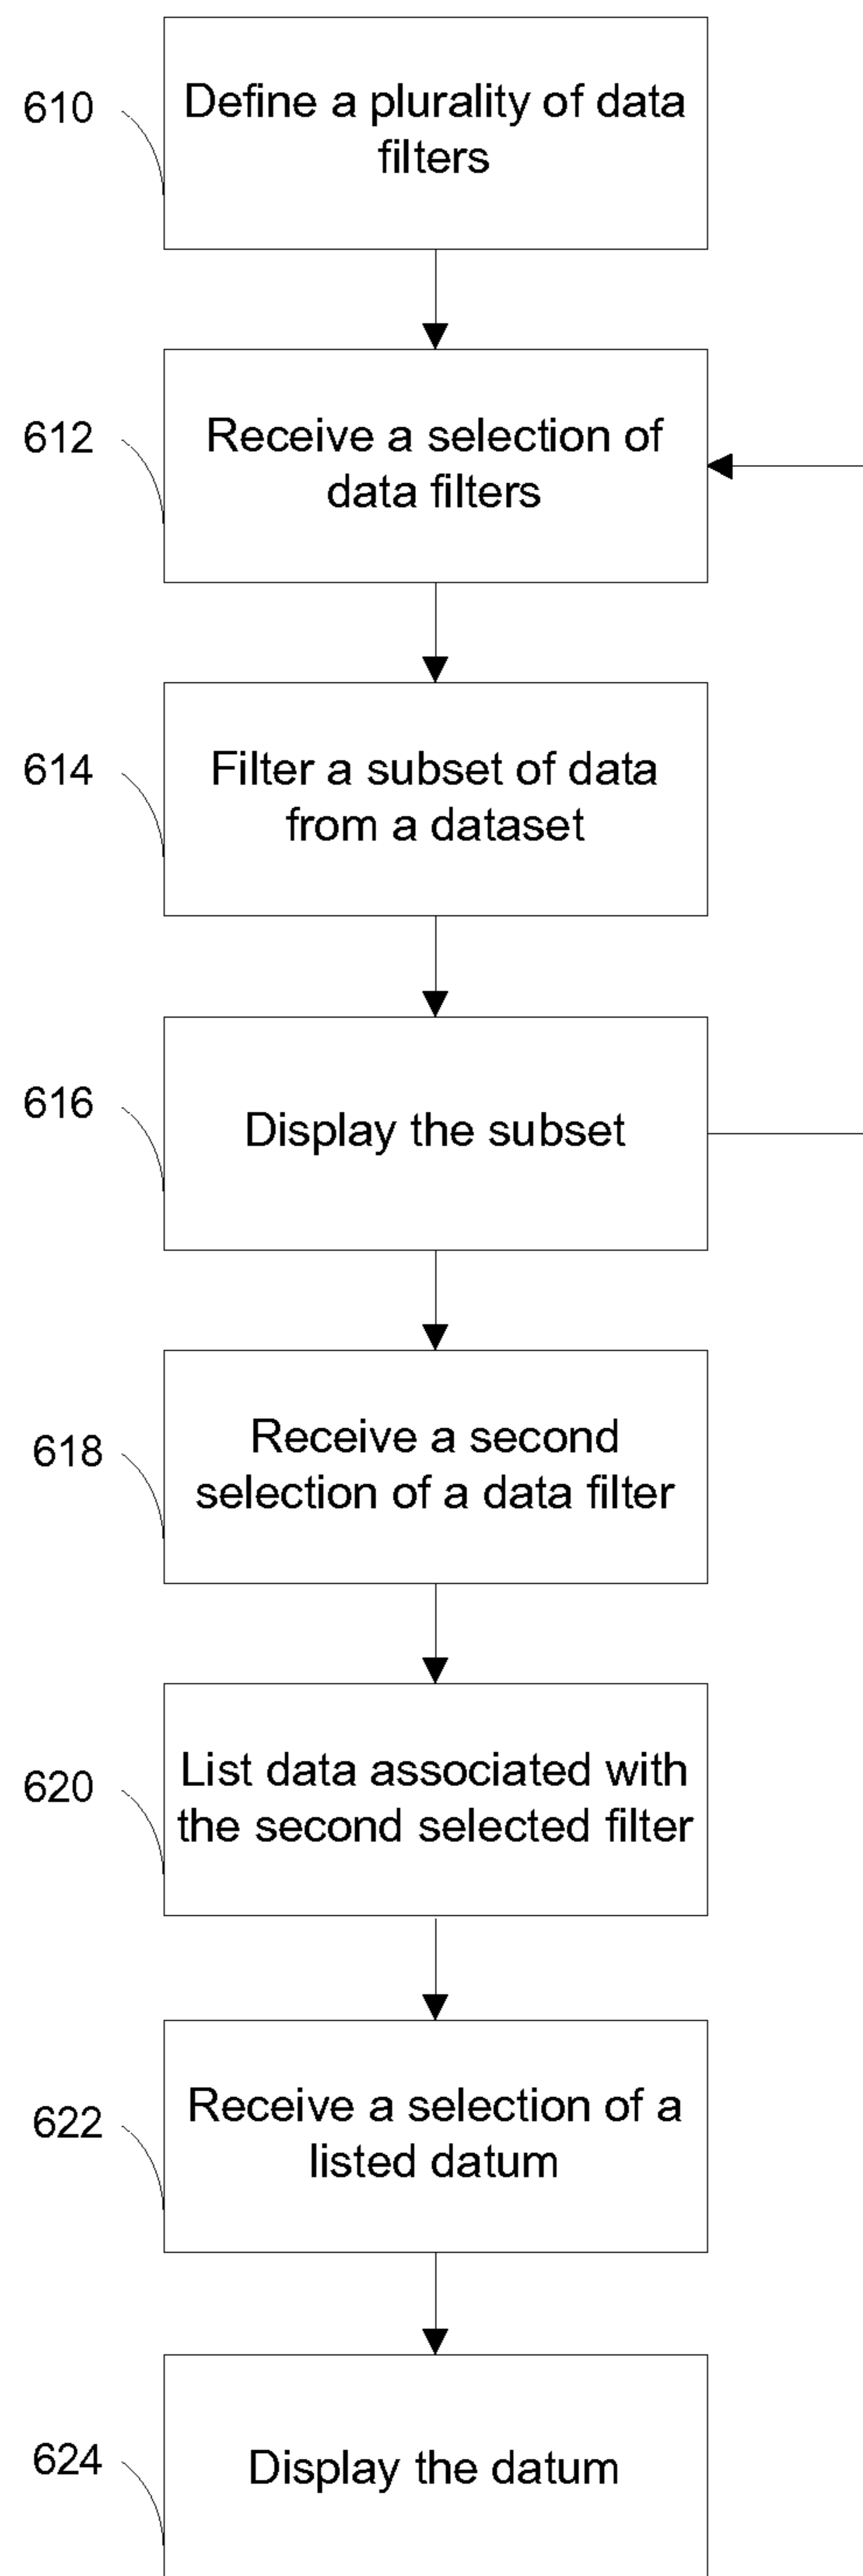 610
Define a plurality of data
filters
612
Receive a selection of
data filters
614
Filter a subset of data
from a dataset
616
Display the subset
618
Receive a second
selection of a data filter
620
List data associated with
the second selected filter
622
Receive a selection of a
listed datum
624
Display the datum